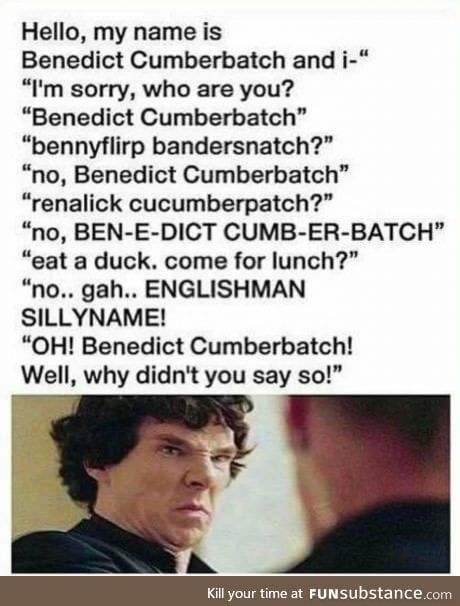 Hello, my name is
Benedict Cumberbatch and i-“
“I'm sorry, who are you?
“Benedict Cumberbatch”
“bennyflirp bandersnatch?”
“no, Benedict Cumberbatch”
“renalick cucumberpatch?”
“no, BEN-E-DICT CUMB-ER-BATCH”
“eat a duck. come for lunch?”
“no.. gah.. ENGLISHMAN
SILLYNAME!
“OH! Benedict Cumberbatch!
Well, why didn't you say so!”
Kill your time at FUNsubstance.com